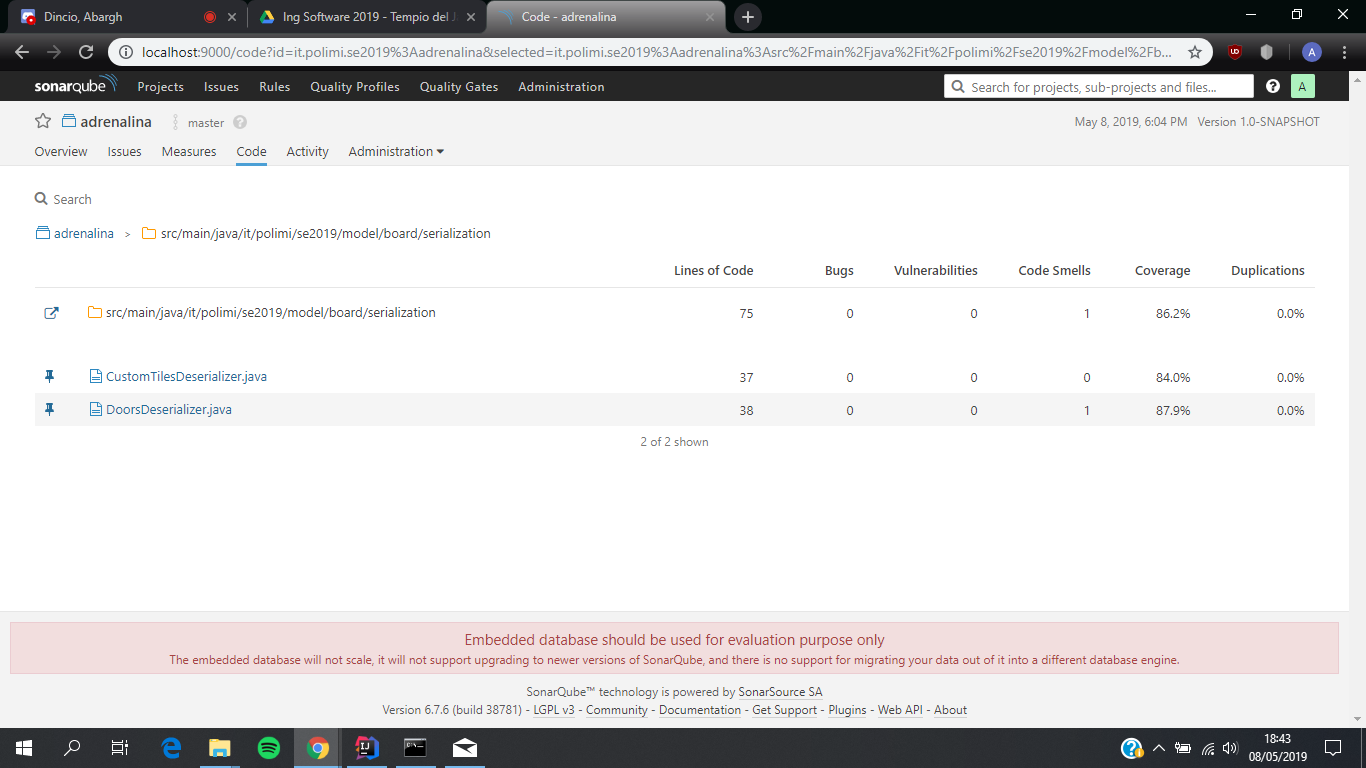 Dincio, Abargh
Ing Software 2019 - Tempio del J
Code - adrenalina
localhost:9000/code?id=it.polimi.se2019%3Aadrenalina&selected=it.polimi.se2019%3Aadrenalina%3Asrc%2Fmain%2Fjava%2Fit%2Fpolimi%2Fse2019%2Fmodel%2Fb...
UD
A
sonarqube Projects Issues Rules Quality Profiles Quality Gates Administration
Search for projects, sub-projects and files...
?
A
adrenalina master ?
May 8, 2019, 6:04 PM Version 1.0-SNAPSHOT
Overview Issues Measures Code Activity Administration
Search
adrenalina > src/main/java/it/polimi/se2019/model/board/serialization
Lines of Code Bugs Vulnerabilities Code Smells Coverage Duplications
src/main/java/it/polimi/se2019/model/board/serialization 75 0 0 1 86.2% 0.0%
CustomTilesDeserializer.java 37 0 0 0 84.0% 0.0%
DoorsDeserializer.java 38 0 0 1 87.9% 0.0%
2 of 2 shown
Embedded database should be used for evaluation purpose only
The embedded database will not scale, it will not support upgrading to newer versions of SonarQube, and there is no support for migrating your data out of it into a different database engine.
SonarQube™ technology is powered by SonarSource SA
Version 6.7.6 (build 38781) - LGPL v3 - Community - Documentation - Get Support - Plugins - Web API - About
IJ
18:43
08/05/2019